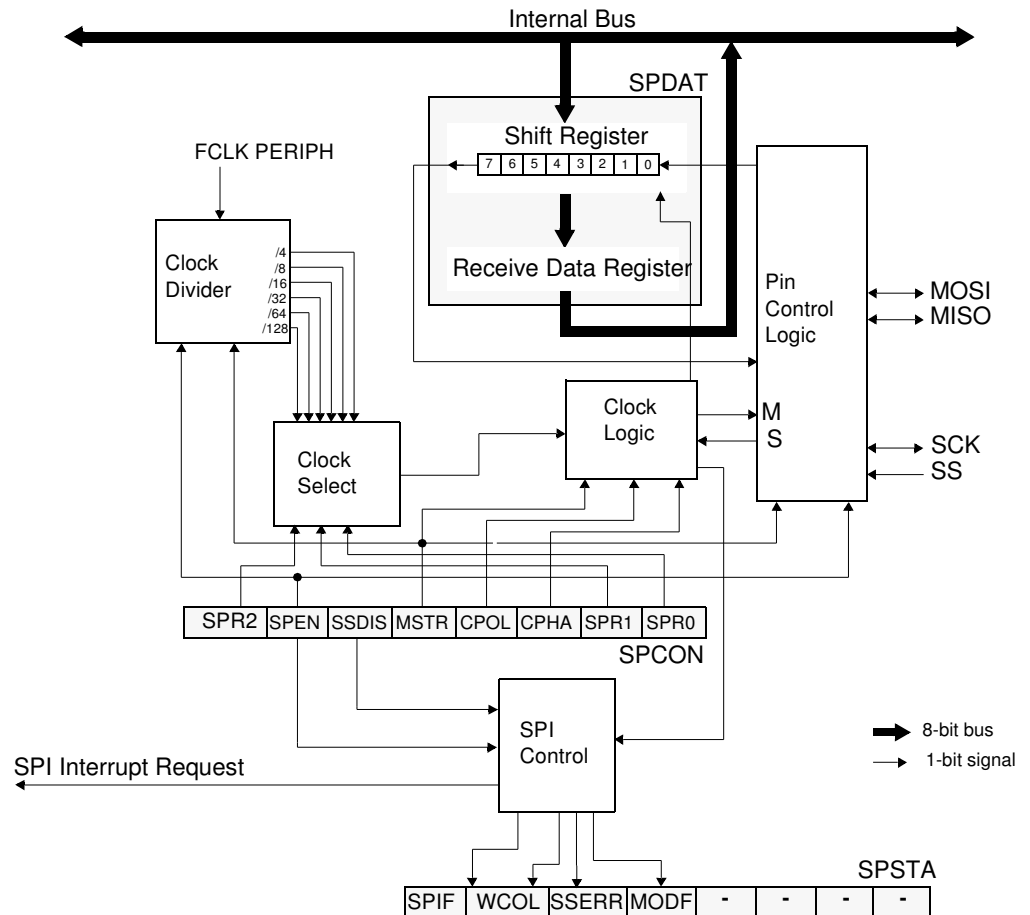 Internal Bus
SPDAT
Shift Register
7 6 5 4 3 2 1 0
FCLK PERIPH
Clock
Divider
/4
/8
/16
/32
/64
/128
Receive Data Register
Pin
Control
Logic
MOSI
MISO
Clock
Logic
M
S
SCK
SS
Clock
Select
SPR2 SPEN SSDIS MSTR CPOL CPHA SPR1 SPR0
SPCON
SPI
Control
8-bit bus
1-bit signal
SPI Interrupt Request
SPSTA
SPIF WCOL SSERR MODF - - - -